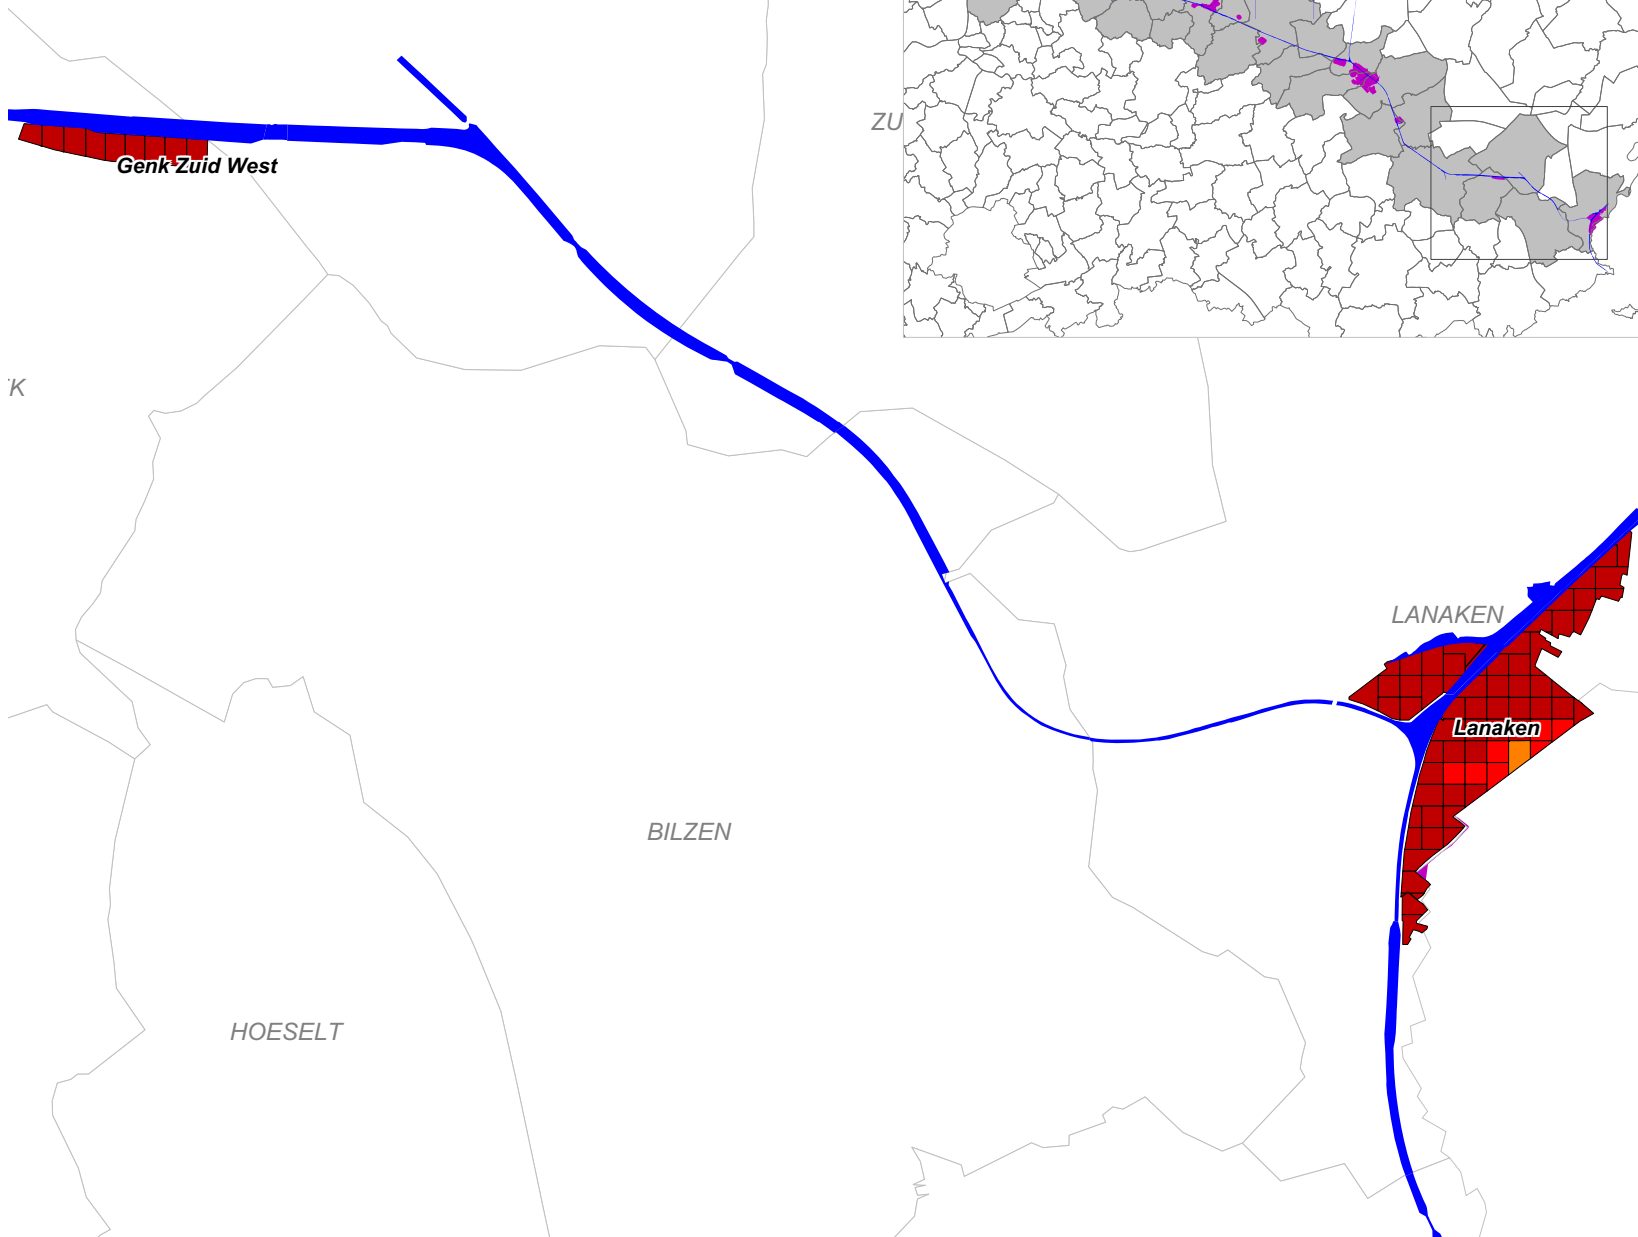 ZU
Genk Zuid West
K
LANAKEN
Lanaken
BILZEN
HOESELT